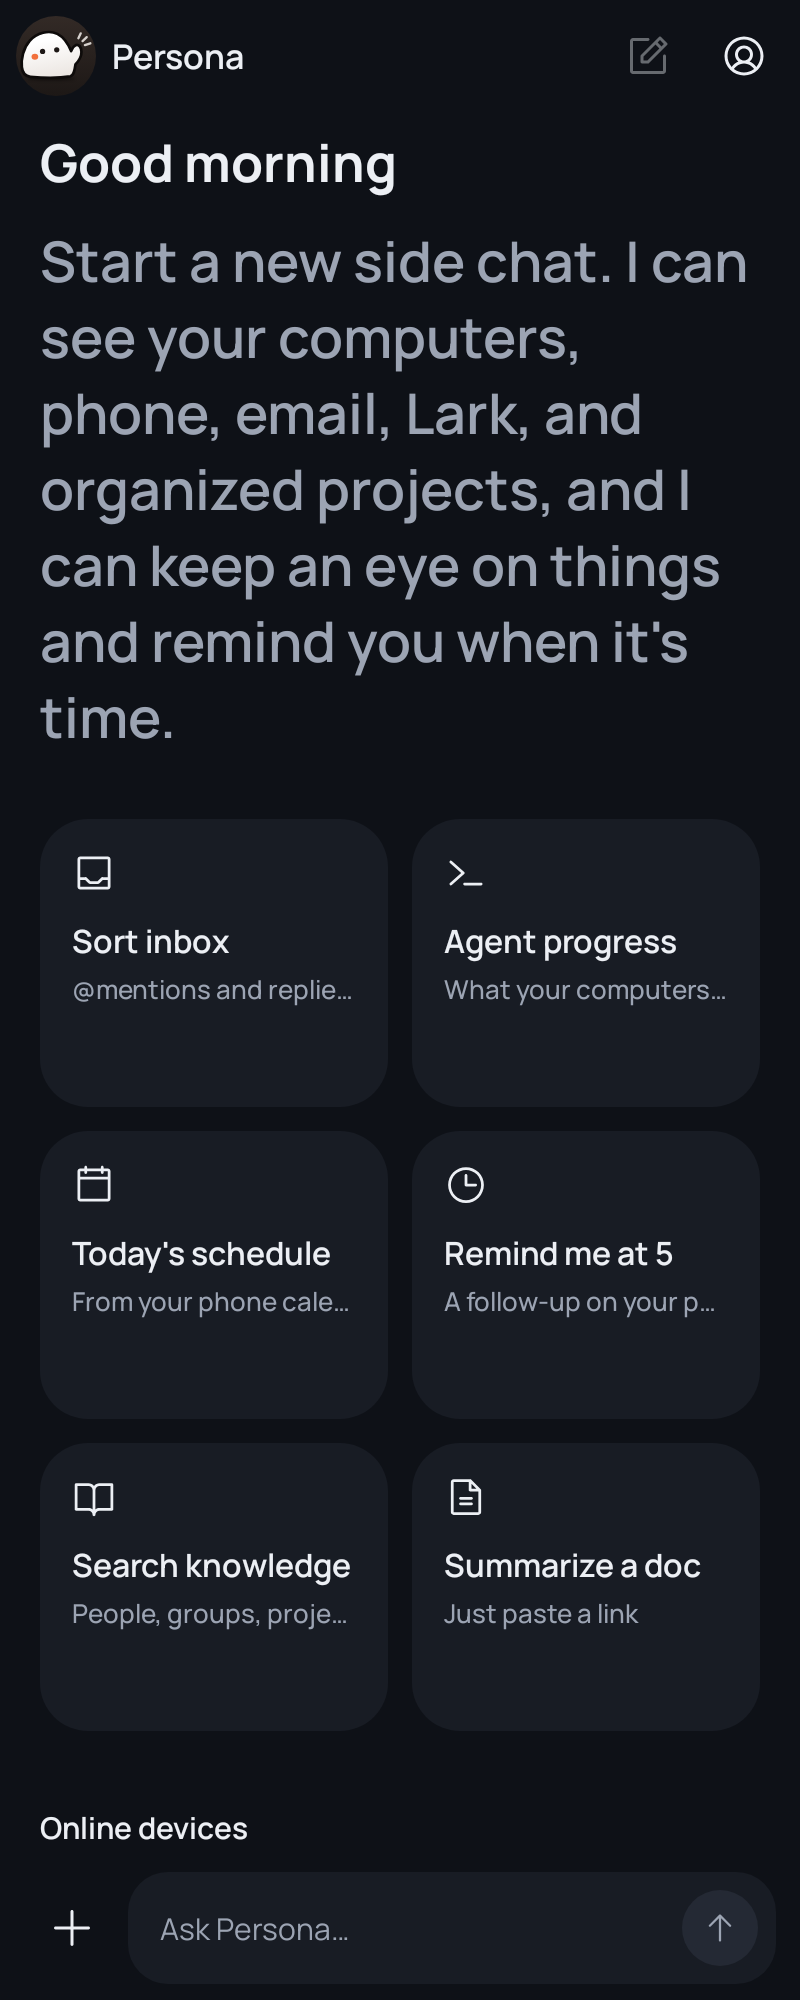 Persona
Good morning
Start a new side chat. I can
see your computers,
phone, email, Lark, and
organized projects, and I
can keep an eye on things
and remind you when it's
time.
Sort inbox
@mentions and replie…
Agent progress
What your computers…
Today's schedule
From your phone cale…
Remind me at 5
A follow-up on your p…
Search knowledge
People, groups, proje…
Summarize a doc
Just paste a link
Online devices
Ask Persona…